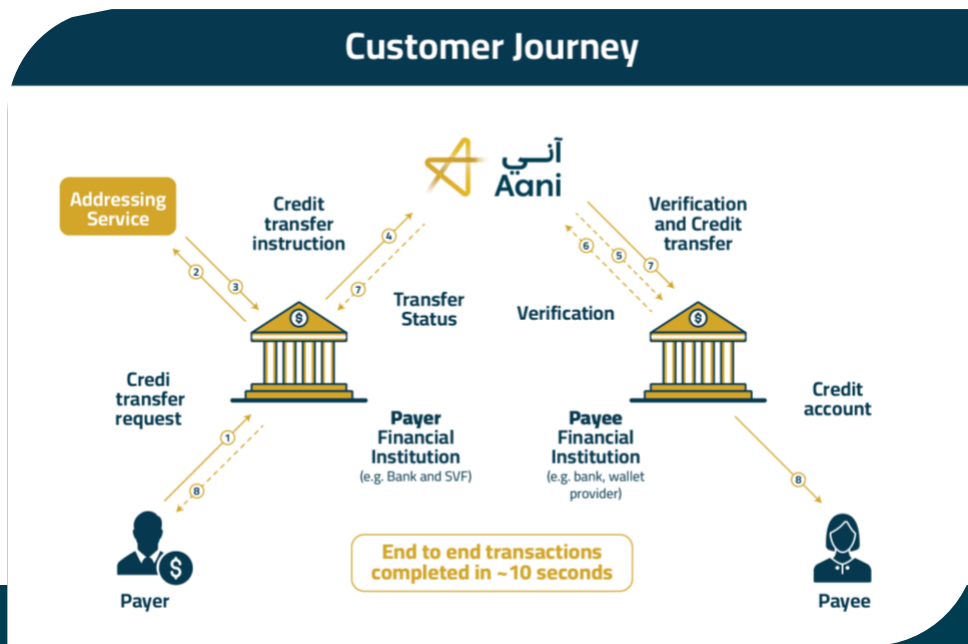 Customer Journey
آني
Aani
Addressing
Service
Credit
transfer
instruction
Verification
and Credit
transfer
4
6
5
7
2
3
7
Transfer
Status
Verification
$
$
Credi
transfer
request
Credit
account
Payer
Financial
Institution
(e.g. Bank and SVF)
Payee
Financial
Institution
(e.g. bank, wallet
provider)
1
8
8
$
End to end transactions
completed in ~10 seconds
Payer
Payee